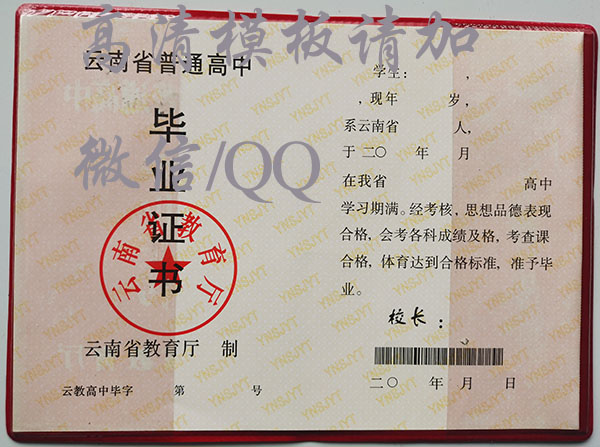 高清模板请加
微信/QQ
云南省普通高中
毕业证书
云南省教育厅
云南省教育厅 制
云教高中毕字 第 号
学生: ,
,现年 岁,
系云南省 人,
于二〇 年 月
在我省 高中
学习期满。经考核,思想品德表现
合格,会考各科成绩及格,考查课
合格,体育达到合格标准,准予毕
业。
校长:
二〇 年 月 日
YNSJYT